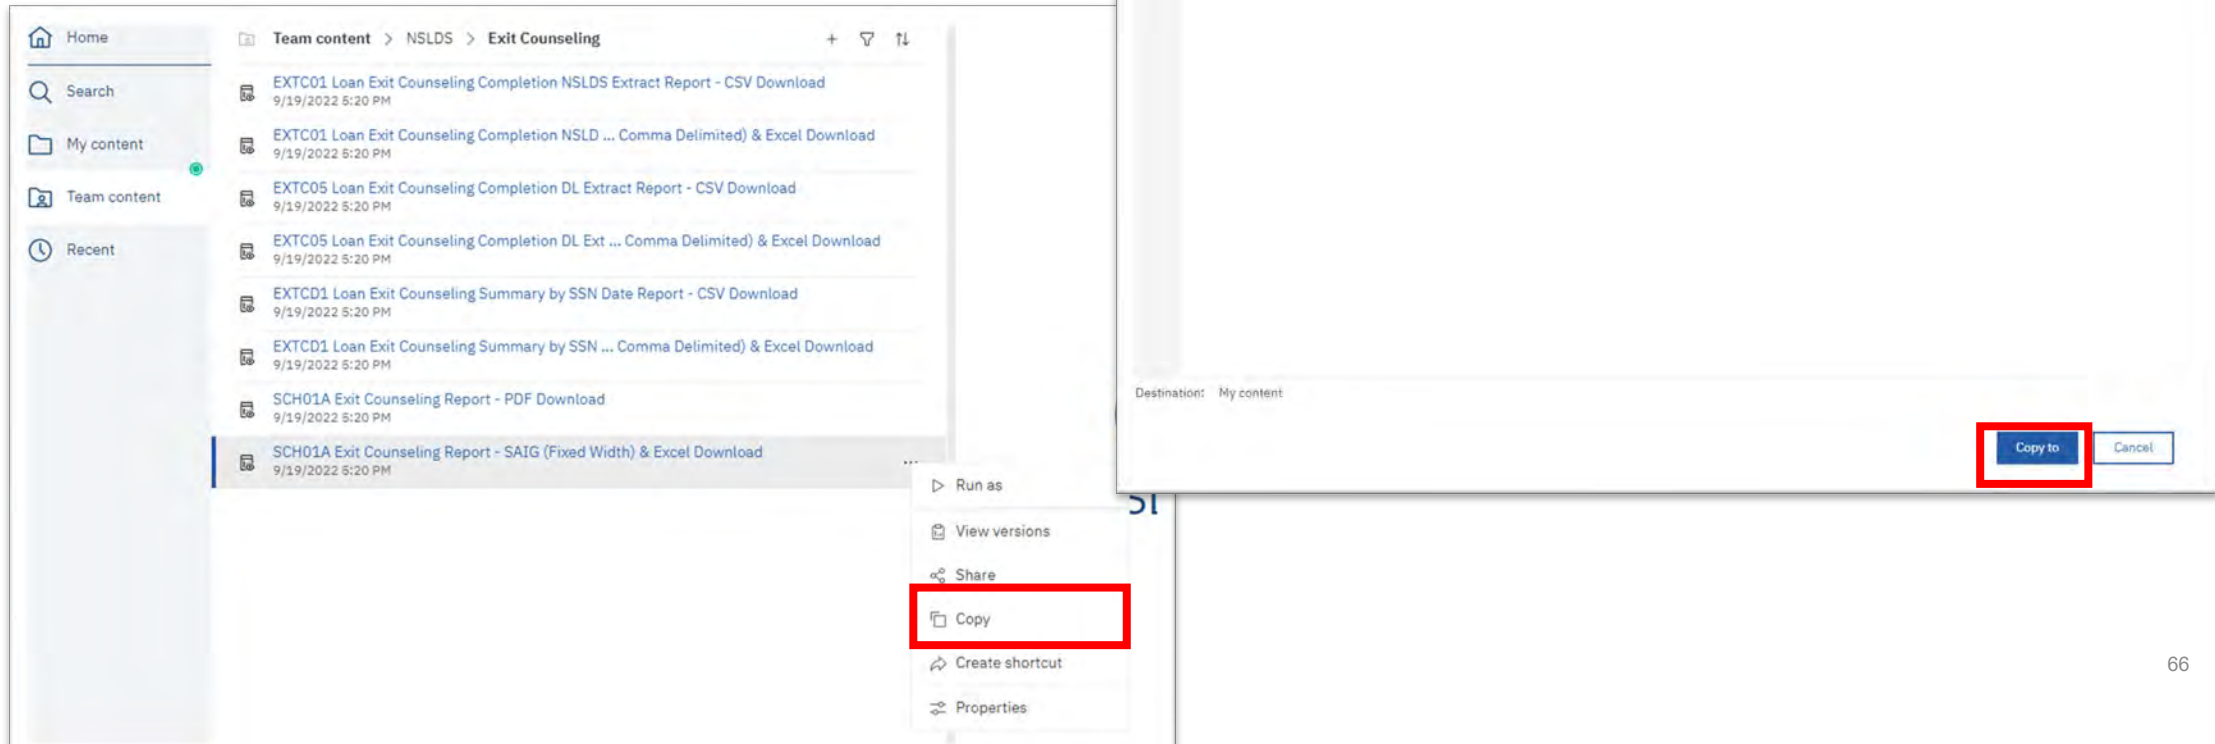 Home
Search
My content
Team content
Recent
Team content > NSLDS > Exit Counseling
EXTC01 Loan Exit Counseling Completion NSLDS Extract Report - CSV Download
9/19/2022 5:20 PM
EXTC01 Loan Exit Counseling Completion NSLD ... Comma Delimited) & Excel Download
9/19/2022 5:20 PM
EXTC05 Loan Exit Counseling Completion DL Extract Report - CSV Download
9/19/2022 5:20 PM
EXTC05 Loan Exit Counseling Completion DL Ext ... Comma Delimited) & Excel Download
9/19/2022 5:20 PM
EXTCD1 Loan Exit Counseling Summary by SSN Date Report - CSV Download
9/19/2022 5:20 PM
EXTCD1 Loan Exit Counseling Summary by SSN ... Comma Delimited) & Excel Download
9/19/2022 5:20 PM
SCH01A Exit Counseling Report - PDF Download
9/19/2022 5:20 PM
SCH01A Exit Counseling Report - SAIG (Fixed Width) & Excel Download
9/19/2022 5:20 PM
Run as
View versions
Share
Copy
Create shortcut
Properties
Destination: My content
Copy to
Cancel
66